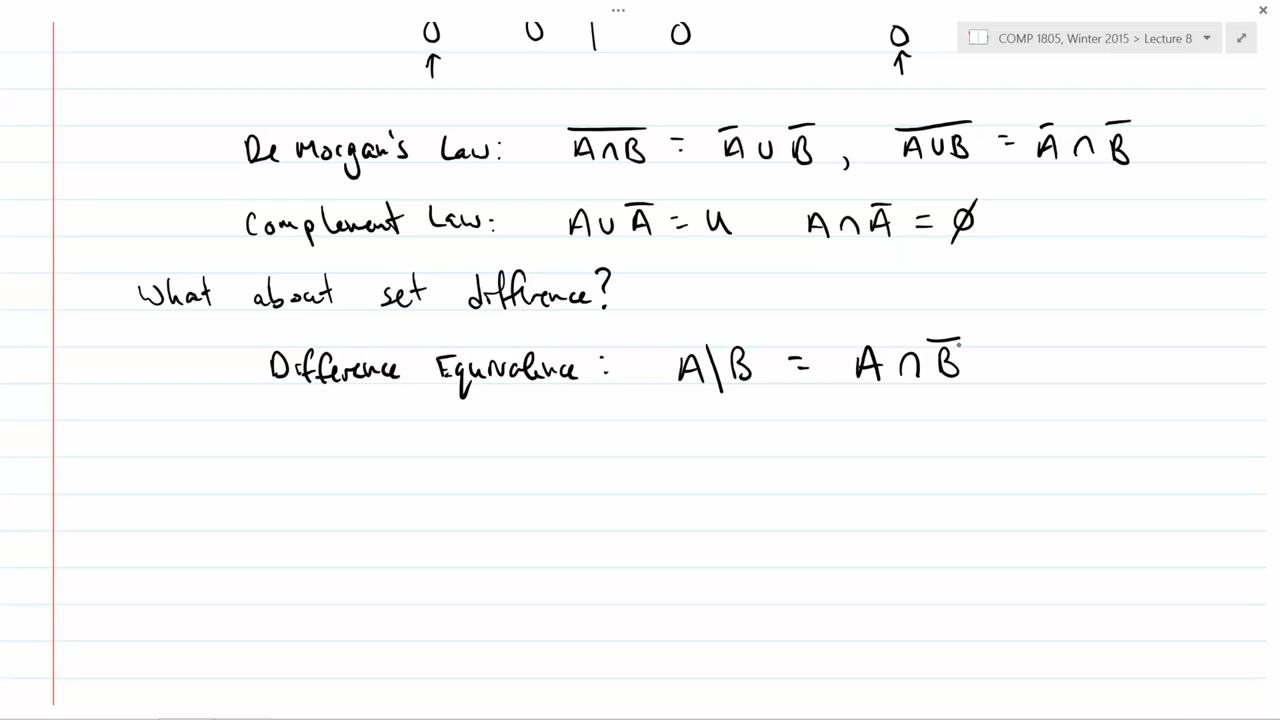 0 0 1 0 0
COMP 1805, Winter 2015 > Lecture 8
↑ ↑
De Morgan's Law: A̅∩̅B̅ = A̅ ∪ B̅ , A̅∪̅B̅ = A̅ ∩ B̅
Complement Law: A ∪ A̅ = U A ∩ A̅ = ∅
What about set difference?
Difference Equivalence: A\B = A ∩ B̅